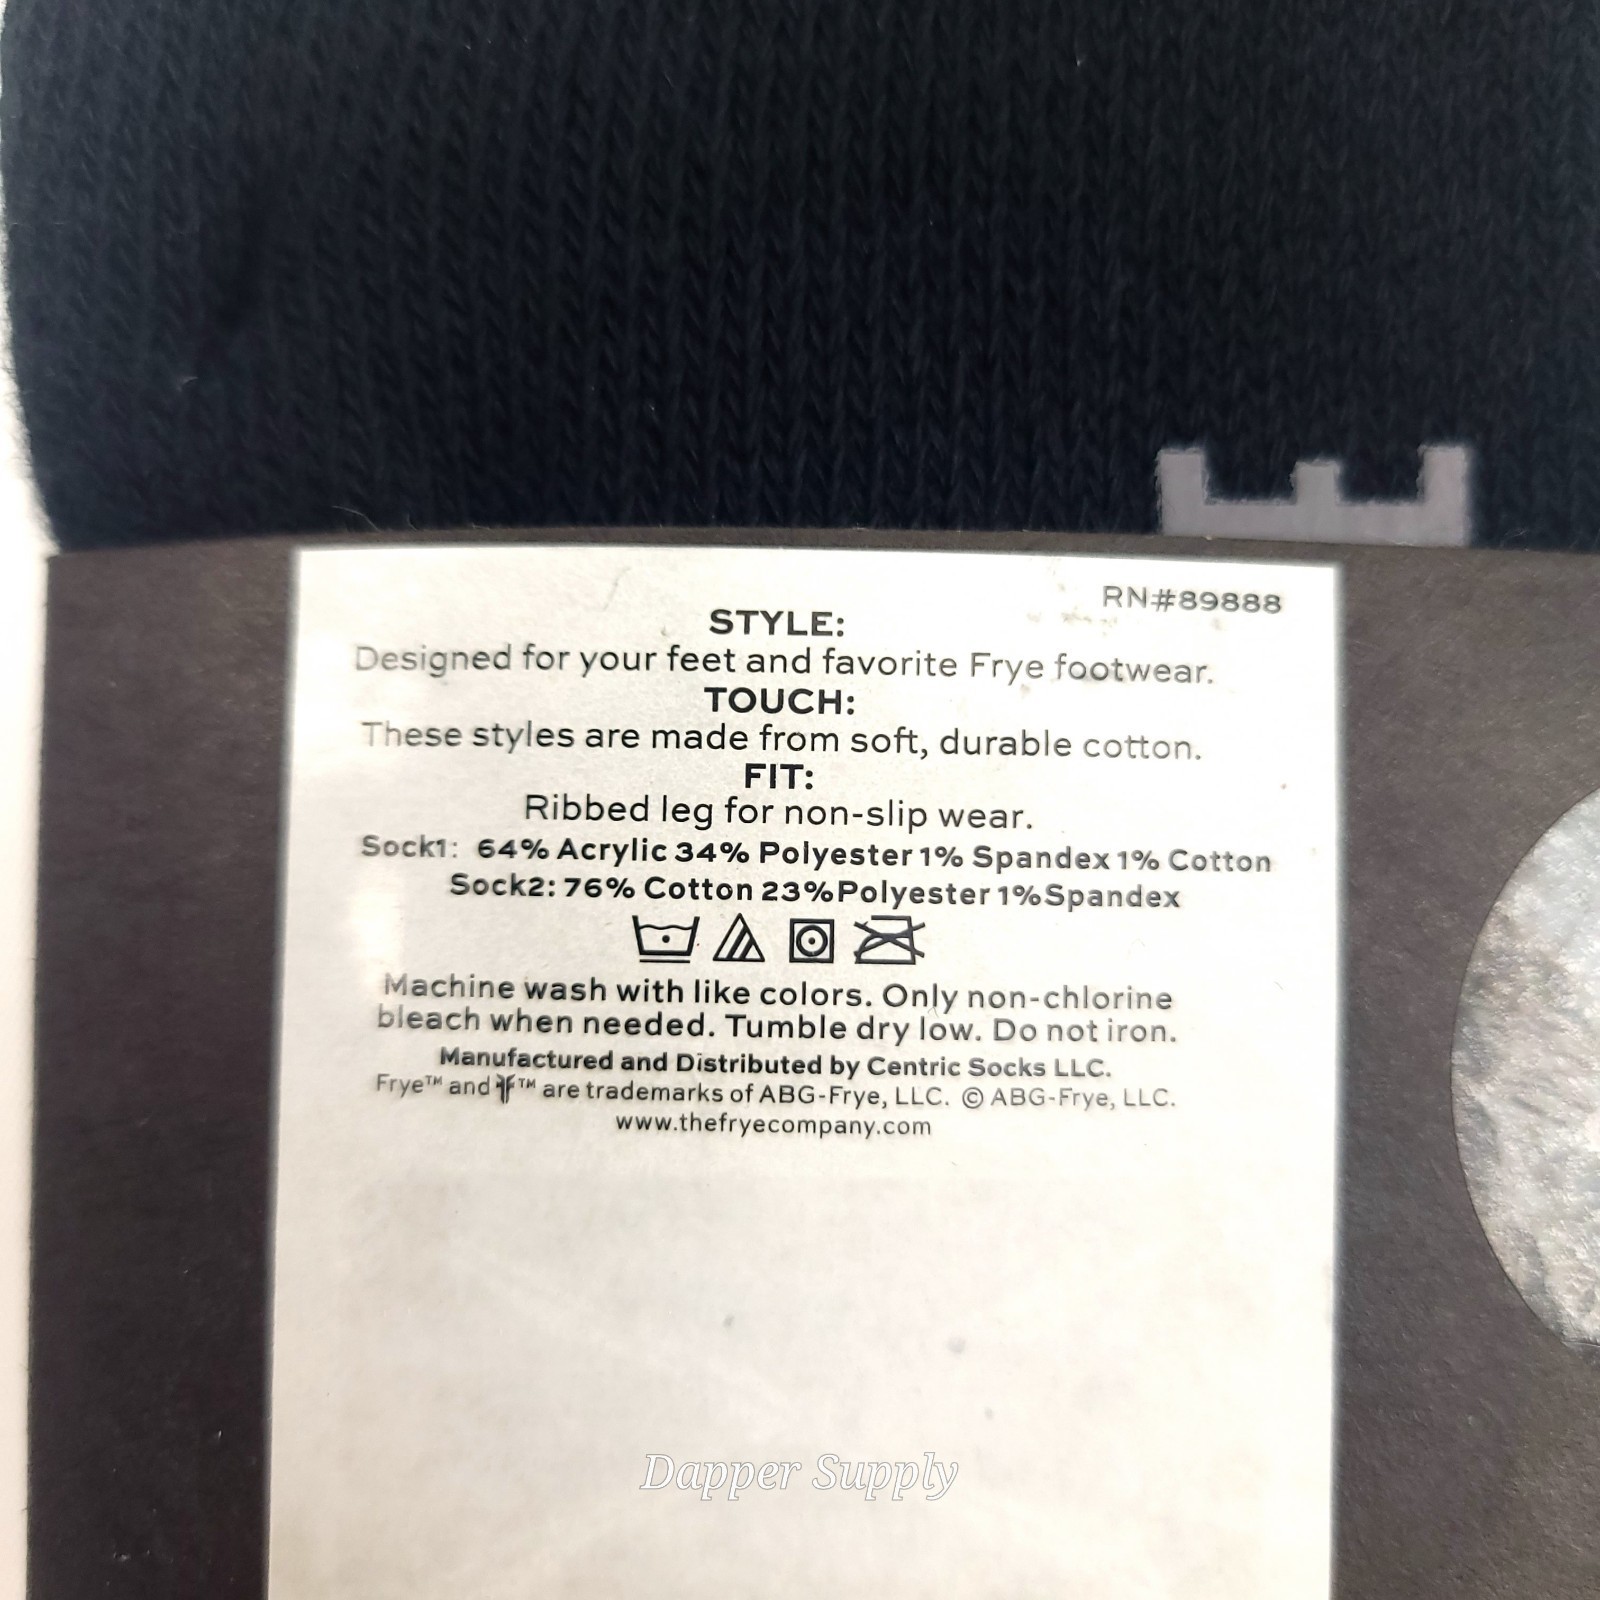 RN#89888
STYLE:
Designed for your feet and favorite Frye footwear.
TOUCH:
These styles are made from soft, durable cotton.
FIT:
Ribbed leg for non-slip wear.
Sock1: 64% Acrylic 34% Polyester 1% Spandex 1% Cotton
Sock2: 76% Cotton 23%Polyester 1%Spandex
Machine wash with like colors. Only non-chlorine
bleach when needed. Tumble dry low. Do not iron.
Manufactured and Distributed by Centric Socks LLC.
Frye™ and ™ are trademarks of ABG-Frye, LLC. © ABG-Frye, LLC.
www.thefryecompany.com
Dapper Supply